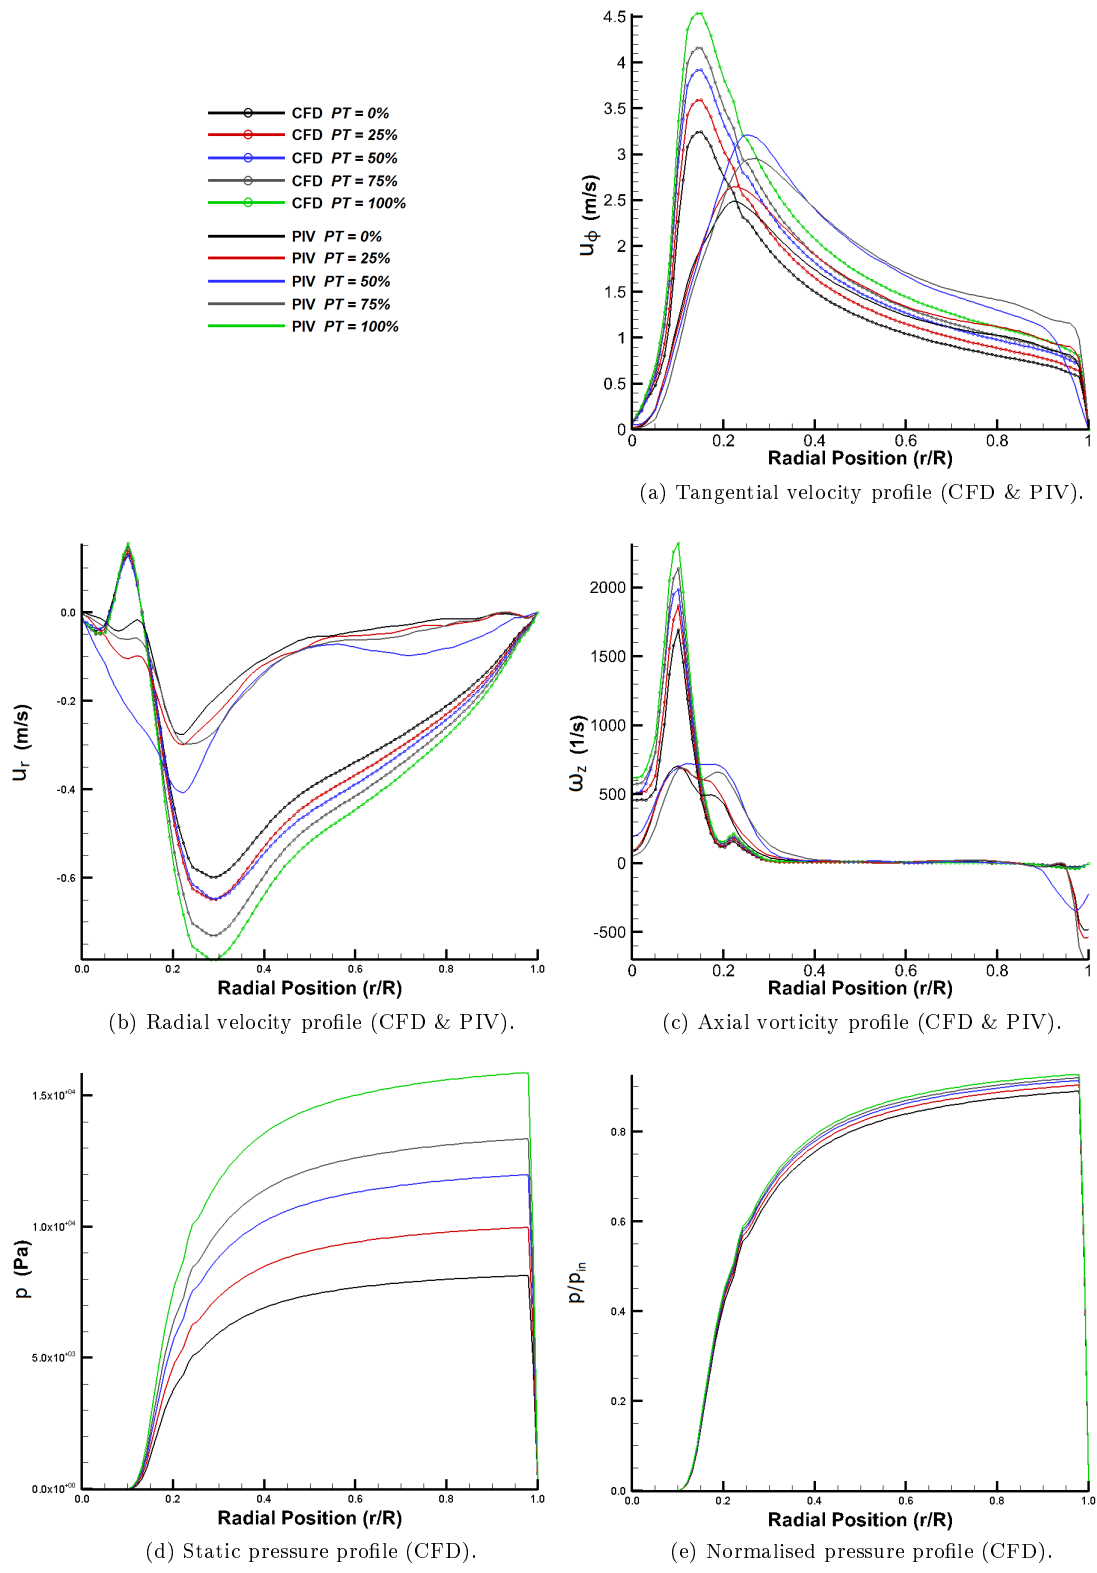 CFD PT = 0%
CFD PT = 25%
CFD PT = 50%
CFD PT = 75%
CFD PT = 100%
PIV PT = 0%
PIV PT = 25%
PIV PT = 50%
PIV PT = 75%
PIV PT = 100%
4.5
4
3.5
3
2.5
2
1.5
1
0.5
0
uϕ (m/s)
0 0.2 0.4 0.6 0.8 1
Radial Position (r/R)
(a) Tangential velocity profile (CFD & PIV).
0.0
-0.2
-0.4
-0.6
ur (m/s)
0.0 0.2 0.4 0.6 0.8 1.0
Radial Position (r/R)
(b) Radial velocity profile (CFD & PIV).
2000
1500
1000
500
0
-500
ωz (1/s)
0 0.2 0.4 0.6 0.8 1
Radial Position (r/R)
(c) Axial vorticity profile (CFD & PIV).
1.5x10+04
1.0x10+04
5.0x10+03
0.0x10+00
p (Pa)
0.0 0.2 0.4 0.6 0.8 1.0
Radial Position (r/R)
(d) Static pressure profile (CFD).
0.8
0.6
0.4
0.2
0.0
p/pin
0.0 0.2 0.4 0.6 0.8 1.0
Radial Position (r/R)
(e) Normalised pressure profile (CFD).